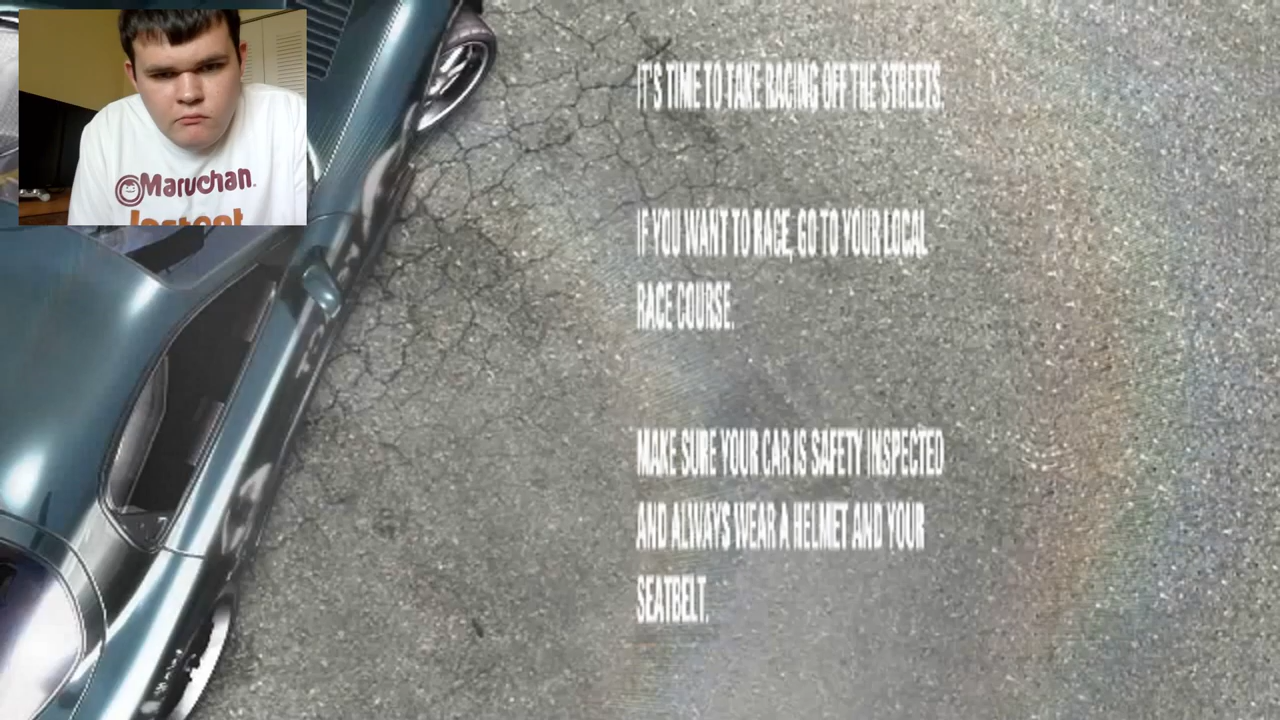 Maruchan
IT'S TIME TO TAKE RACING OFF THE STREETS.
IF YOU WANT TO RACE, GO TO YOUR LOCAL
RACE COURSE.
MAKE SURE YOUR CAR IS SAFETY INSPECTED
AND ALWAYS WEAR A HELMET AND YOUR
SEATBELT.